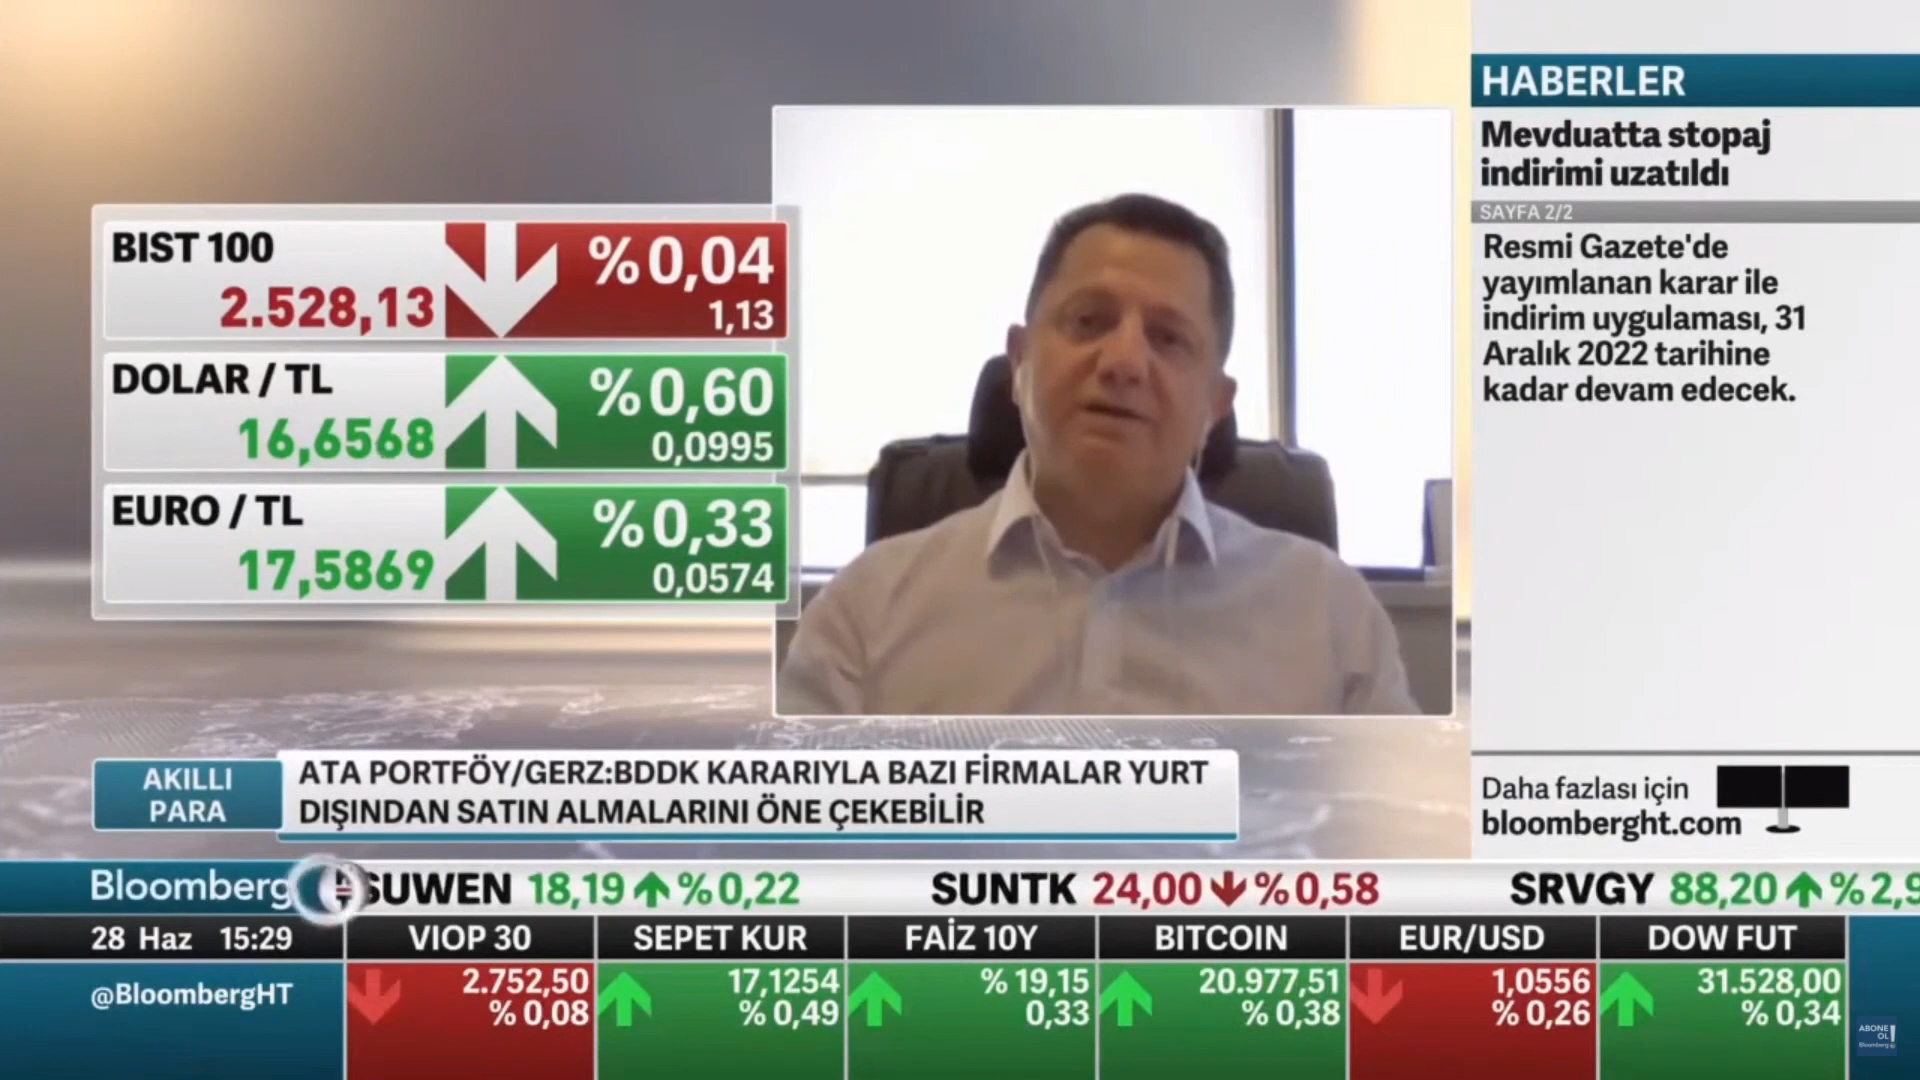 HABERLER
Mevduatta stopaj
indirimi uzatıldı
SAYFA 2/2
Resmi Gazete'de
yayımlanan karar ile
indirim uygulaması, 31
Aralık 2022 tarihine
kadar devam edecek.
BIST 100
2.528,13
%0,04
1,13
DOLAR / TL
16,6568
%0,60
0,0995
EURO / TL
17,5869
%0,33
0,0574
AKILLI
PARA
ATA PORTFÖY/GERZ:BDDK KARARIYLA BAZI FİRMALAR YURT
DIŞINDAN SATIN ALMALARINI ÖNE ÇEKEBİLİR
Daha fazlası için
bloomberght.com
Bloomberg SUWEN 18,19 %0,22 SUNTK 24,00 %0,58 SRVGY 88,20 %2,9
28 Haz 15:29
@BloombergHT
VIOP 30
2.752,50
% 0,08
SEPET KUR
17,1254
% 0,49
FAİZ 10Y
% 19,15
0,33
BITCOIN
20.977,51
% 0,38
EUR/USD
1,0556
% 0,26
DOW FUT
31.528,00
% 0,34
ABONE
OL!
Bloomberg